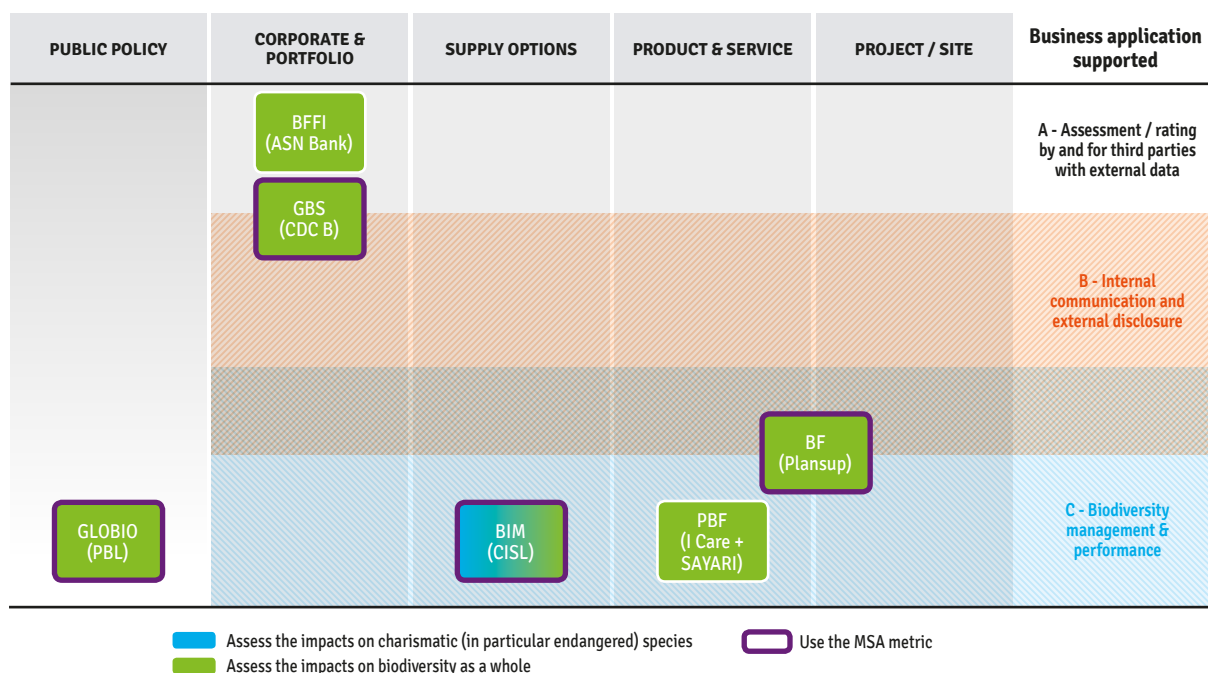 PUBLIC POLICY
CORPORATE &
PORTFOLIO
SUPPLY OPTIONS
PRODUCT & SERVICE
PROJECT / SITE
Business application
supported
BFFI
(ASN Bank)
A - Assessment / rating
by and for third parties
with external data
GBS
(CDC B)
B - Internal
communication and
external disclosure
BF
(Plansup)
GLOBIO
(PBL)
BIM
(CISL)
PBF
(I Care +
SAYARI)
C - Biodiversity
management &
performance
Assess the impacts on charismatic (in particular endangered) species
Use the MSA metric
Assess the impacts on biodiversity as a whole